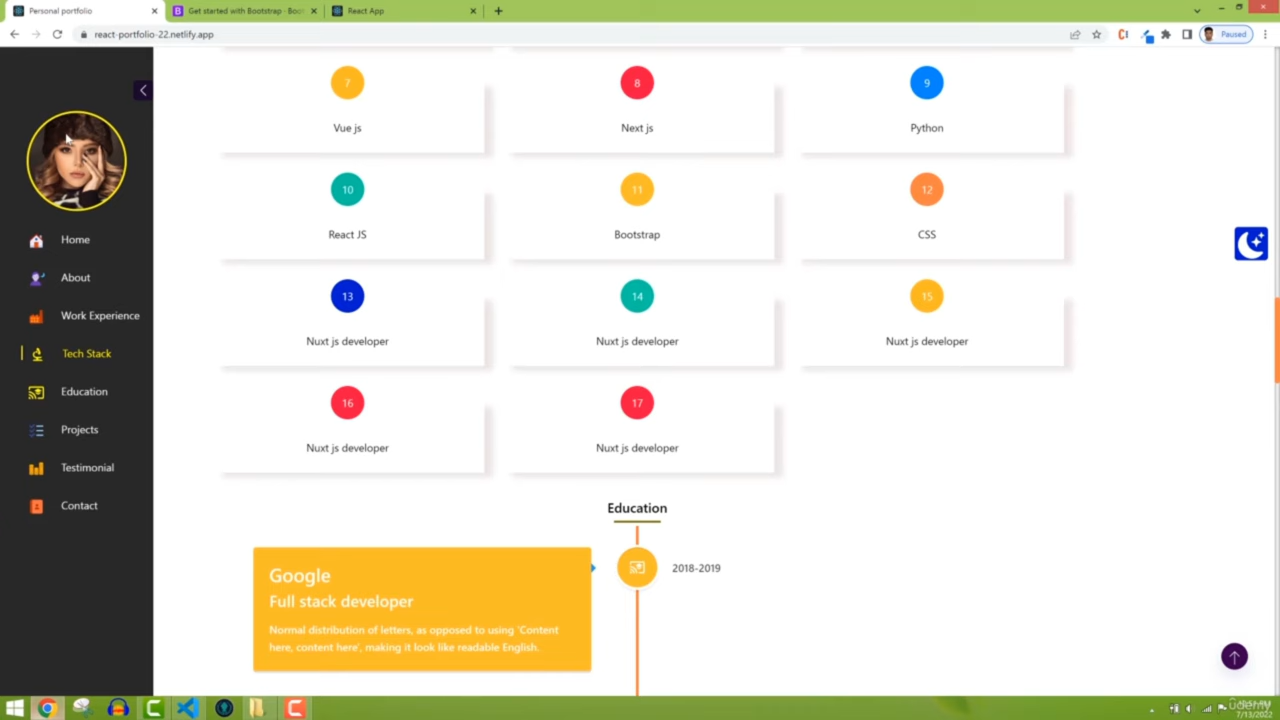 Personal portfolio
Get started with Bootstrap · Boot
React App
react-portfolio-22.netlify.app
Paused
7
8
9
Vue js
Next js
Python
10
11
12
React JS
Bootstrap
CSS
13
14
15
Nuxt js developer
Nuxt js developer
Nuxt js developer
16
17
Nuxt js developer
Nuxt js developer
Home
About
Work Experience
Tech Stack
Education
Projects
Testimonial
Contact
Education
2018-2019
Google
Full stack developer
Normal distribution of letters, as opposed to using 'Content
here, content here', making it look like readable English.
Udemy
7/13/2022